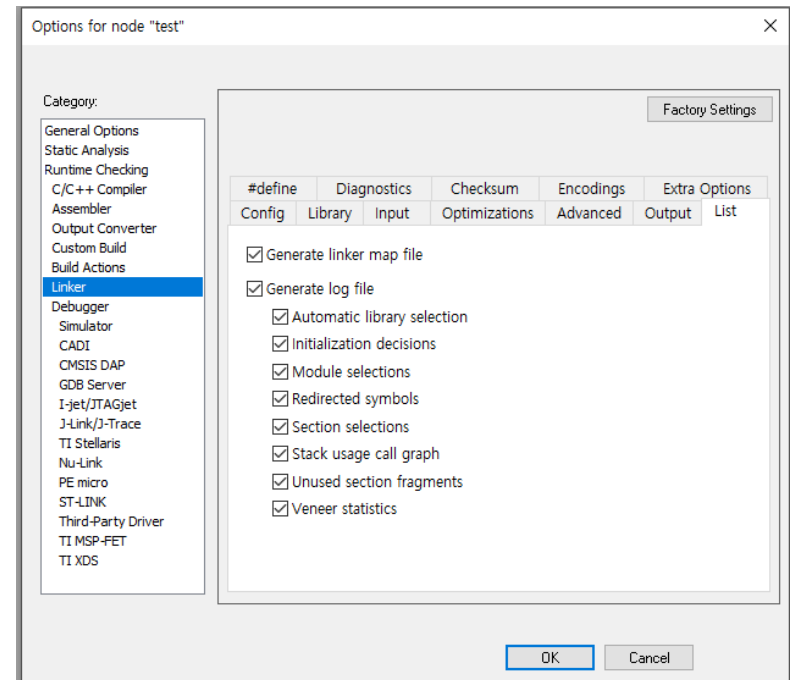 Options for node "test"
Category:
General Options
Static Analysis
Runtime Checking
C/C++ Compiler
Assembler
Output Converter
Custom Build
Build Actions
Linker
Debugger
Simulator
CADI
CMSIS DAP
GDB Server
I-jet/JTAGjet
J-Link/J-Trace
TI Stellaris
Nu-Link
PE micro
ST-LINK
Third-Party Driver
TI MSP-FET
TI XDS
Factory Settings
#define Diagnostics Checksum Encodings Extra Options
Config Library Input Optimizations Advanced Output List
Generate linker map file
Generate log file
Automatic library selection
Initialization decisions
Module selections
Redirected symbols
Section selections
Stack usage call graph
Unused section fragments
Veneer statistics
OK Cancel